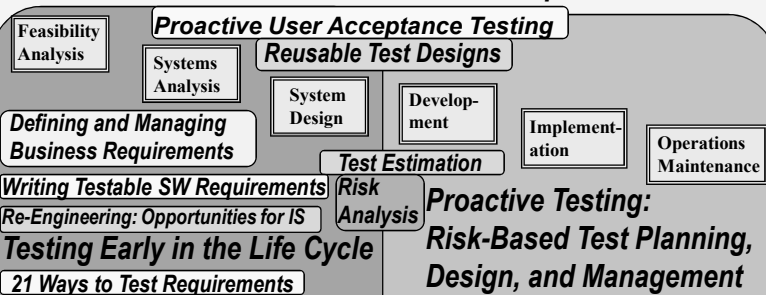 Proactive User Acceptance Testing
Feasibility
Analysis
Reusable Test Designs
Systems
Analysis
System
Design
Develop-
ment
Implement-
ation
Operations
Maintenance
Defining and Managing
Business Requirements
Test Estimation
Writing Testable SW Requirements
Risk
Analysis
Re-Engineering: Opportunities for IS
Proactive Testing:
Risk-Based Test Planning,
Design, and Management
Testing Early in the Life Cycle
21 Ways to Test Requirements